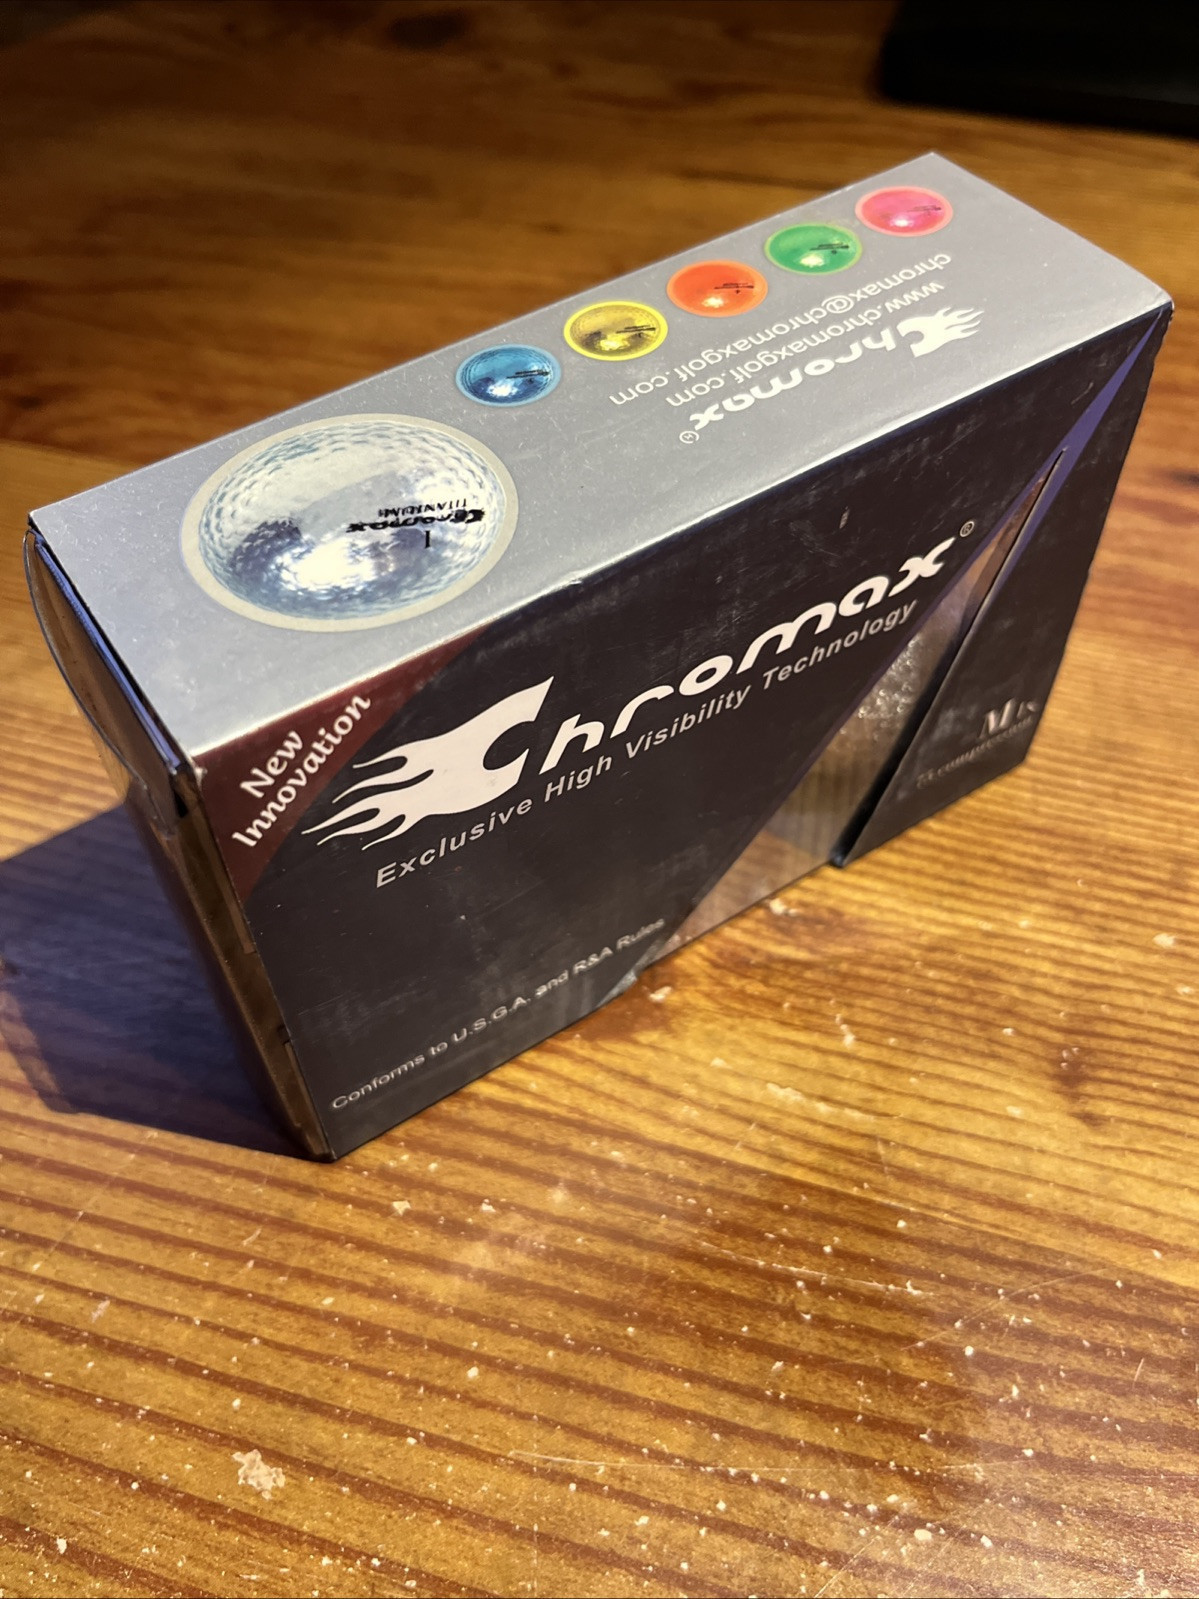 Chromax®
www.chromaxgolf.com
chromax@chromaxgolf.com
1
Chromax
TITANIUM
New
Innovation
Chromax®
Exclusive High Visibility Technology
Conforms to U.S.G.A. and R&A Rules
compression